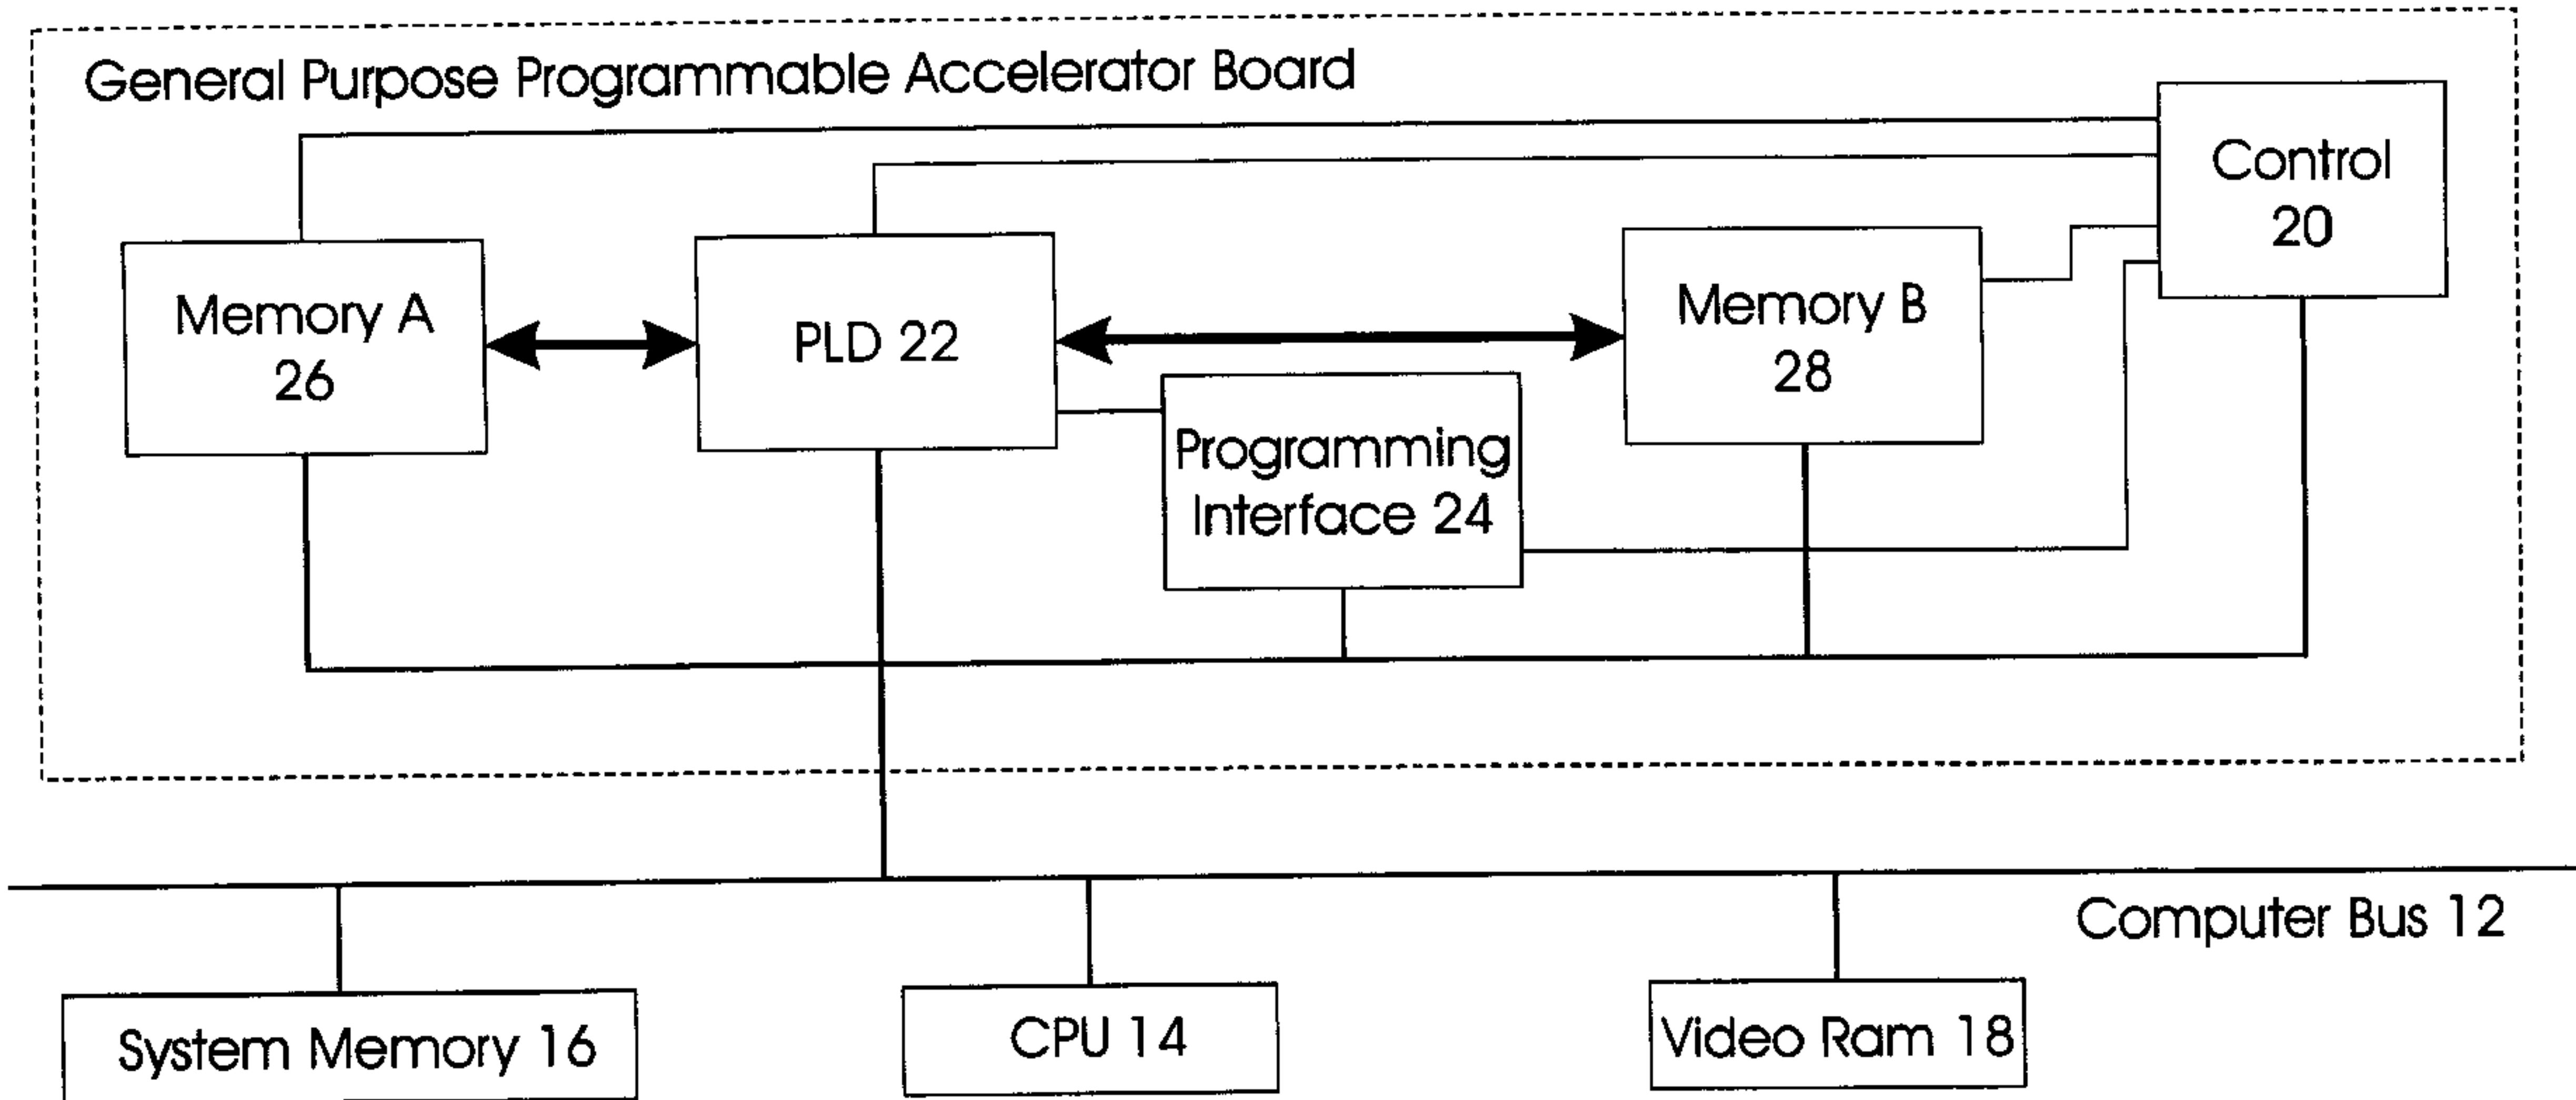 General Purpose Programmable Accelerator Board
Control
20
Memory A
26
PLD 22
Memory B
28
Programming
Interface 24
Computer Bus 12
System Memory 16
CPU 14
Video Ram 18